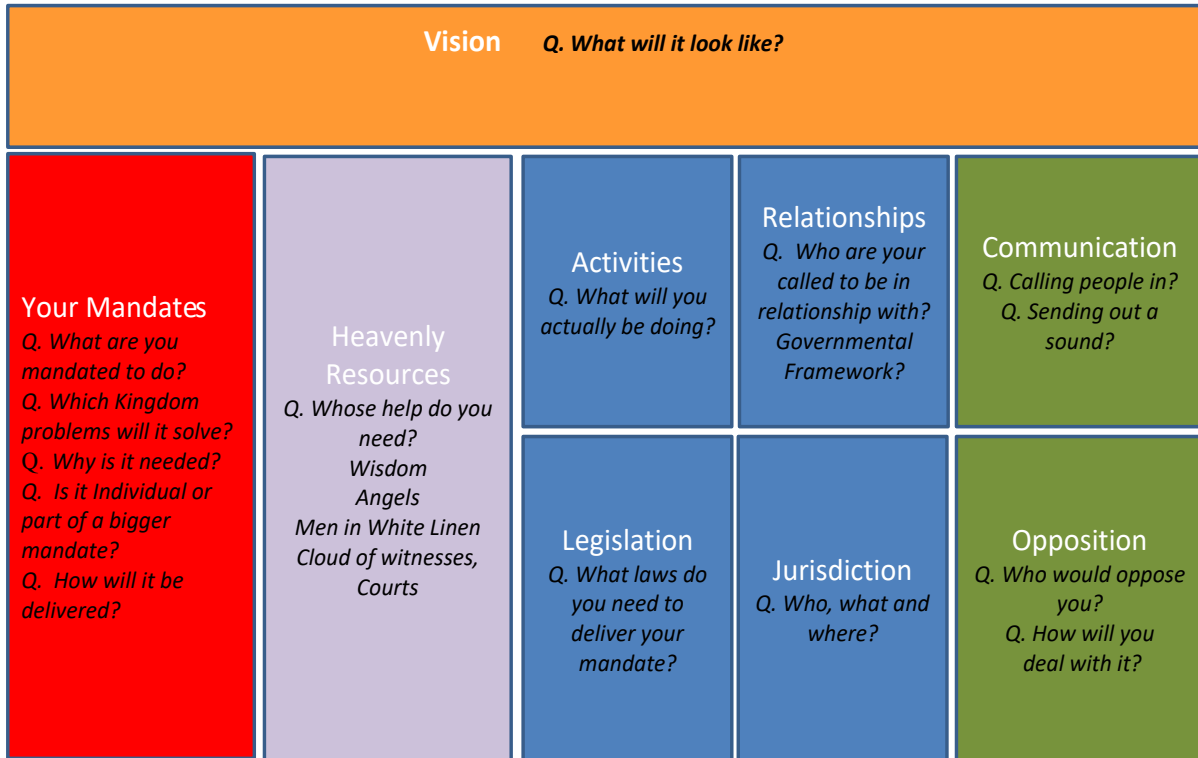 Vision Q. What will it look like?
Your Mandates
Q. What are you
mandated to do?
Q. Which Kingdom
problems will it solve?
Q. Why is it needed?
Q. Is it Individual or
part of a bigger
mandate?
Q. How will it be
delivered?
Heavenly
Resources
Q. Whose help do you
need?
Wisdom
Angels
Men in White Linen
Cloud of witnesses,
Courts
Activities
Q. What will you
actually be doing?
Relationships
Q. Who are your
called to be in
relationship with?
Governmental
Framework?
Communication
Q. Calling people in?
Q. Sending out a
sound?
Legislation
Q. What laws do
you need to
deliver your
mandate?
Jurisdiction
Q. Who, what and
where?
Opposition
Q. Who would oppose
you?
Q. How will you
deal with it?